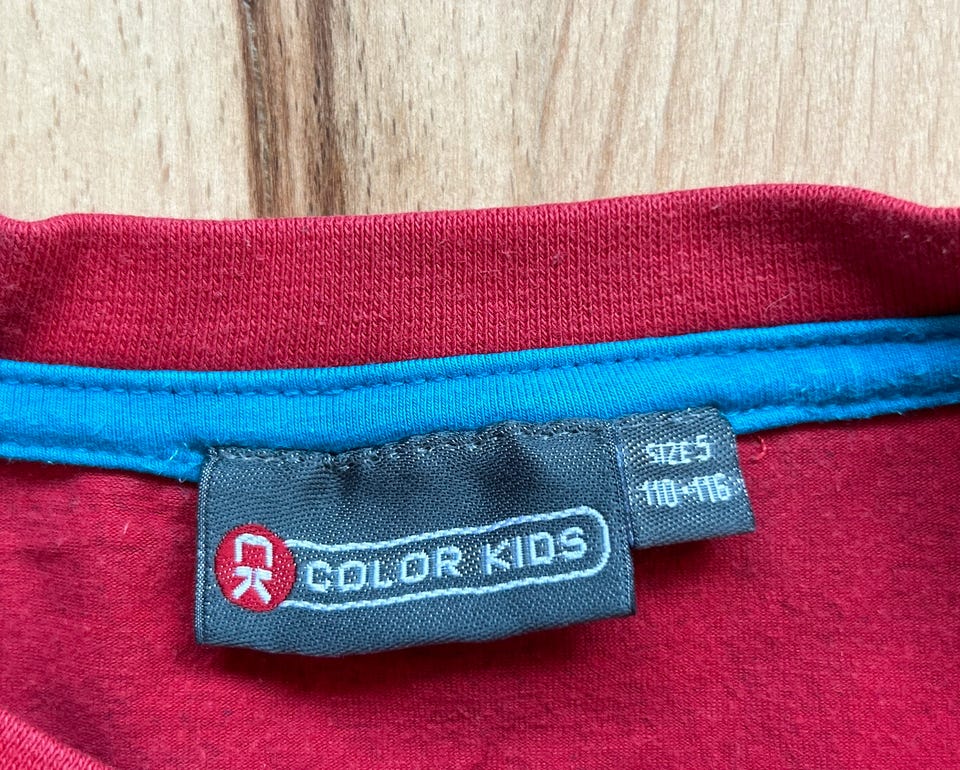 CK COLOR KIDS
SIZE 5
110-116